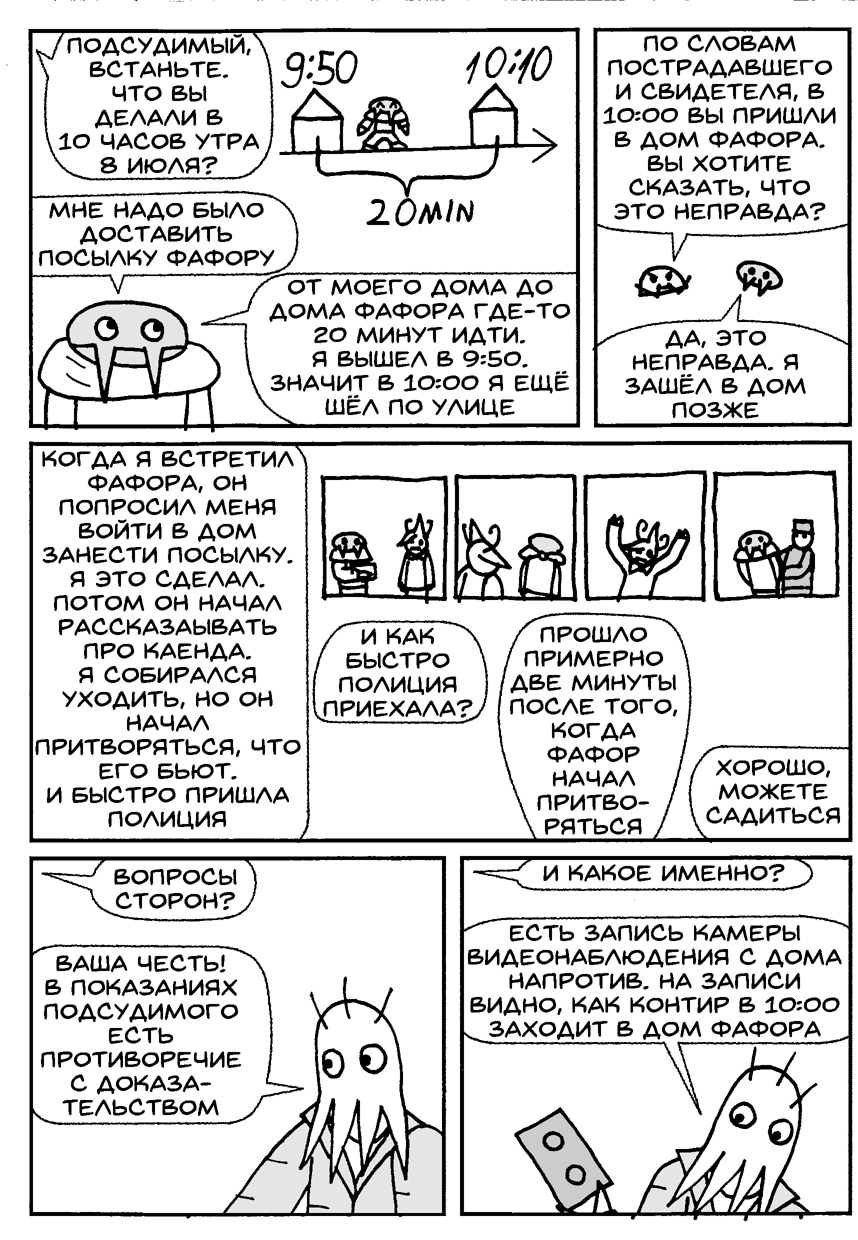 ПОДСУДИМЫЙ,
ВСТАНЬТЕ.
ЧТО ВЫ
ДЕЛАЛИ В
10 ЧАСОВ УТРА
8 ИЮЛЯ?
9:50
10:10
20MIN
МНЕ НАДО БЫЛО
ДОСТАВИТЬ
ПОСЫЛКУ ФАФОРУ
ОТ МОЕГО ДОМА ДО
ДОМА ФАФОРА ГДЕ-ТО
20 МИНУТ ИДТИ.
Я ВЫШЕЛ В 9:50.
ЗНАЧИТ В 10:00 Я ЕЩЁ
ШЁЛ ПО УЛИЦЕ
ПО СЛОВАМ
ПОСТРАДАВШЕГО
И СВИДЕТЕЛЯ, В
10:00 ВЫ ПРИШЛИ
В ДОМ ФАФОРА.
ВЫ ХОТИТЕ
СКАЗАТЬ, ЧТО
ЭТО НЕПРАВДА?
ДА, ЭТО
НЕПРАВДА. Я
ЗАШЁЛ В ДОМ
ПОЗЖЕ
КОГДА Я ВСТРЕТИЛ
ФАФОРА, ОН
ПОПРОСИЛ МЕНЯ
ВОЙТИ В ДОМ
ЗАНЕСТИ ПОСЫЛКУ.
Я ЭТО СДЕЛАЛ.
ПОТОМ ОН НАЧАЛ
РАССКАЗАЫВАТЬ
ПРО КАЕНДА.
Я СОБИРАЛСЯ
УХОДИТЬ, НО ОН
НАЧАЛ
ПРИТВОРЯТЬСЯ, ЧТО
ЕГО БЬЮТ.
И БЫСТРО ПРИШЛА
ПОЛИЦИЯ
И КАК
БЫСТРО
ПОЛИЦИЯ
ПРИЕХАЛА?
ПРОШЛО
ПРИМЕРНО
ДВЕ МИНУТЫ
ПОСЛЕ ТОГО,
КОГДА
ФАФОР
НАЧАЛ
ПРИТВО-
РЯТЬСЯ
ХОРОШО,
МОЖЕТЕ
САДИТЬСЯ
ВОПРОСЫ
СТОРОН?
ВАША ЧЕСТЬ!
В ПОКАЗАНИЯХ
ПОДСУДИМОГО
ЕСТЬ
ПРОТИВОРЕЧИЕ
С ДОКАЗА-
ТЕЛЬСТВОМ
И КАКОЕ ИМЕННО?
ЕСТЬ ЗАПИСЬ КАМЕРЫ
ВИДЕОНАБЛЮДЕНИЯ С ДОМА
НАПРОТИВ. НА ЗАПИСИ
ВИДНО, КАК КОНТИР В 10:00
ЗАХОДИТ В ДОМ ФАФОРА